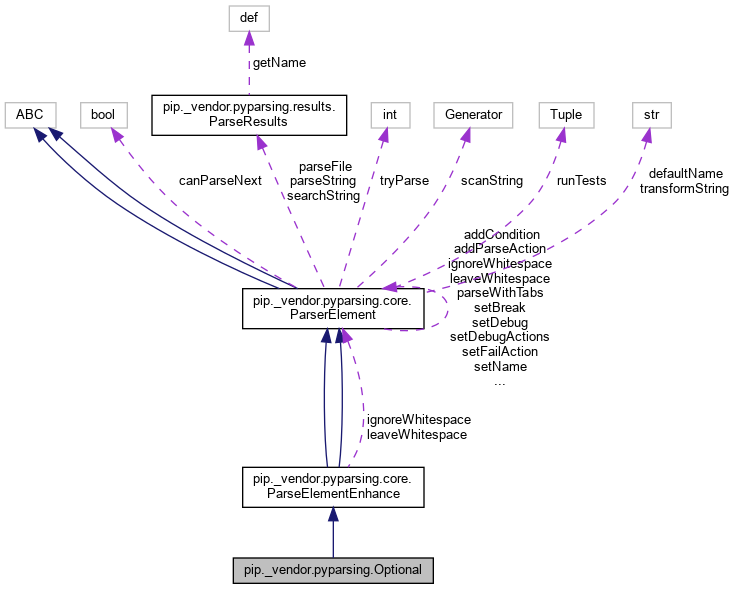 def
getName
pip._vendor.pyparsing.results.
ParseResults
ABC
bool
int
Generator
Tuple
str
canParseNext
parseFile
parseString
searchString
tryParse
scanString
runTests
defaultName
transformString
addCondition
addParseAction
ignoreWhitespace
leaveWhitespace
parseWithTabs
setBreak
setDebug
setDebugActions
setFailAction
setName
...
pip._vendor.pyparsing.core.
ParserElement
ignoreWhitespace
leaveWhitespace
pip._vendor.pyparsing.core.
ParseElementEnhance
pip._vendor.pyparsing.Optional